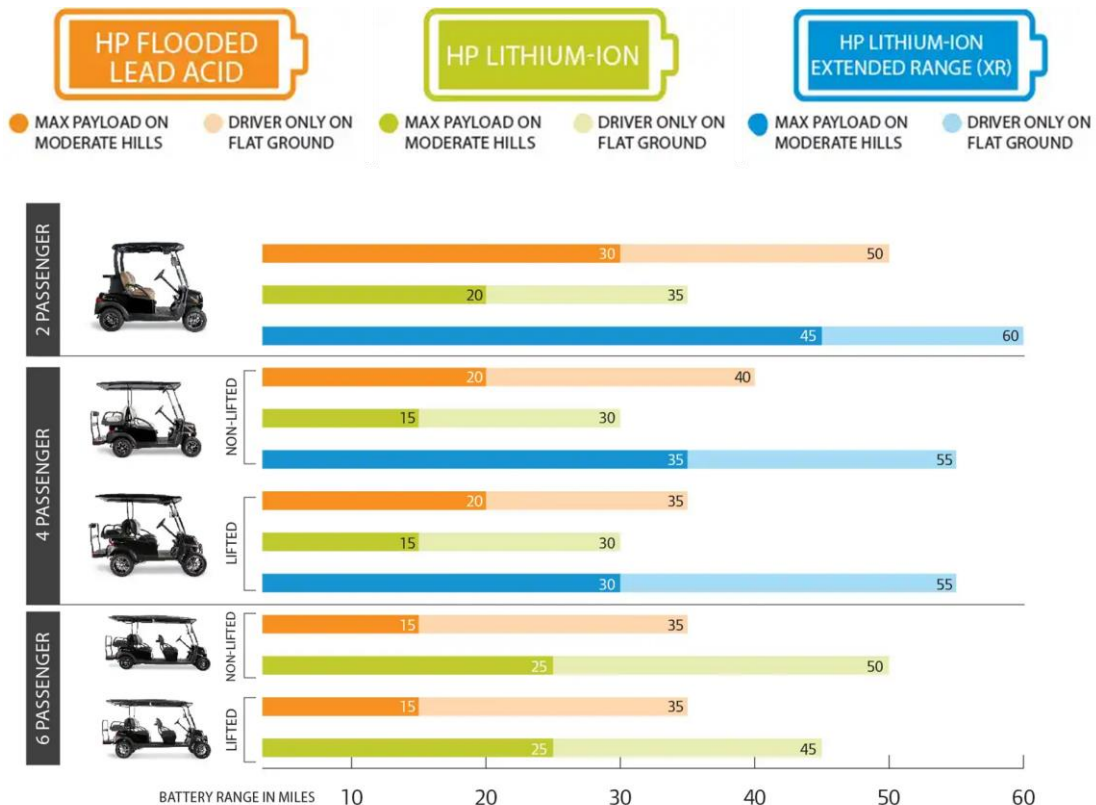 HP FLOODED
LEAD ACID
HP LITHIUM-ION
HP LITHIUM-ION
EXTENDED RANGE (XR)
MAX PAYLOAD ON
MODERATE HILLS
DRIVER ONLY ON
FLAT GROUND
MAX PAYLOAD ON
MODERATE HILLS
DRIVER ONLY ON
FLAT GROUND
MAX PAYLOAD ON
MODERATE HILLS
DRIVER ONLY ON
FLAT GROUND
2 PASSENGER
30 50
20 35
45 60
4 PASSENGER
NON-LIFTED
20 40
15 30
35 55
LIFTED
20 35
15 30
30 55
6 PASSENGER
NON-LIFTED
15 35
25 50
LIFTED
15 35
25 45
BATTERY RANGE IN MILES 10 20 30 40 50 60